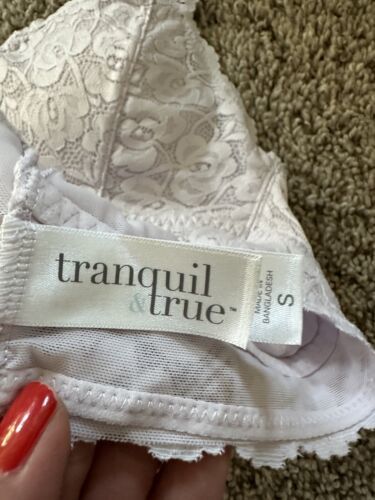 tranquil
& true™
MADE IN
BANGLADESH
S